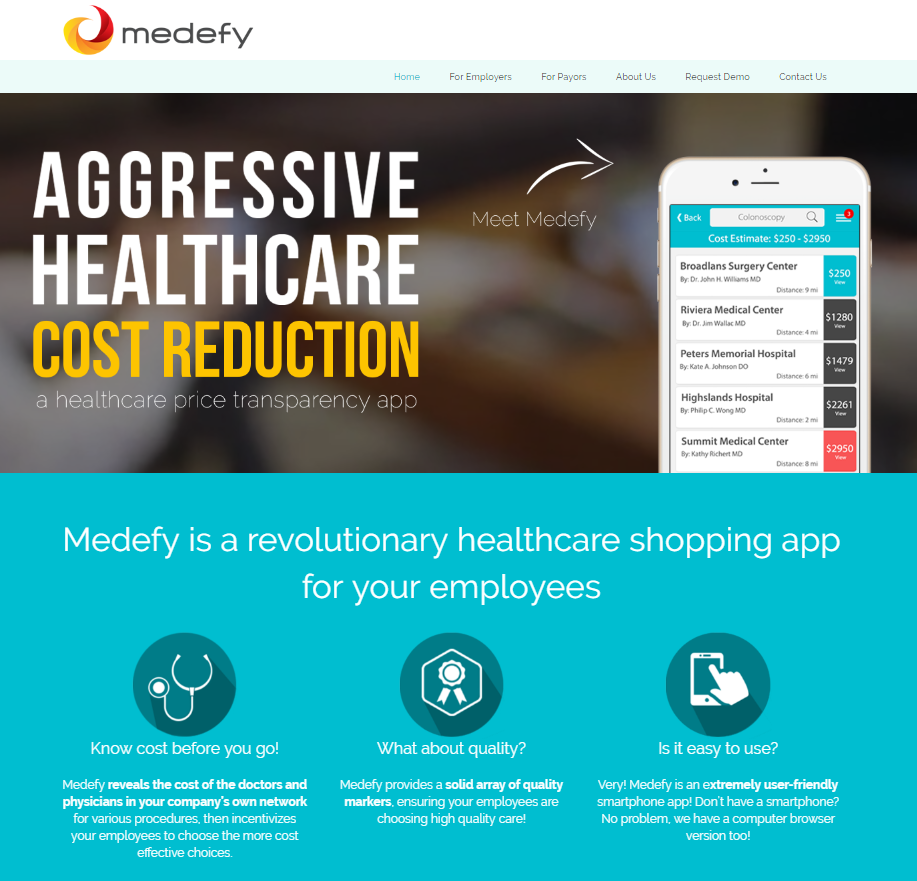 medefy
Home For Employers For Payors About Us Request Demo Contact Us
AGGRESSIVE
HEALTHCARE
COST REDUCTION
a healthcare price transparency app
Meet Medefy
Back Colonoscopy 3
Cost Estimate: $250 - $2950
Broadlans Surgery Center
By: Dr. John H. Williams MD
Distance: 9 mi
$250
View
Riviera Medical Center
By: Dr. Jim Wallac MD
Distance: 4 mi
$1280
View
Peters Memorial Hospital
By: Kate A. Johnson DO
Distance: 6 mi
$1479
View
Highslands Hospital
By: Philip C. Wong MD
Distance: 2 mi
$2261
View
Summit Medical Center
By: Kathy Richert MD
Distance: 8 mi
$2950
View
Medefy is a revolutionary healthcare shopping app
for your employees
Know cost before you go!
Medefy reveals the cost of the doctors and
physicians in your company's own network
for various procedures, then incentivizes
your employees to choose the more cost
effective choices.
What about quality?
Medefy provides a solid array of quality
markers, ensuring your employees are
choosing high quality care!
Is it easy to use?
Very! Medefy is an extremely user-friendly
smartphone app! Don't have a smartphone?
No problem, we have a computer browser
version too!